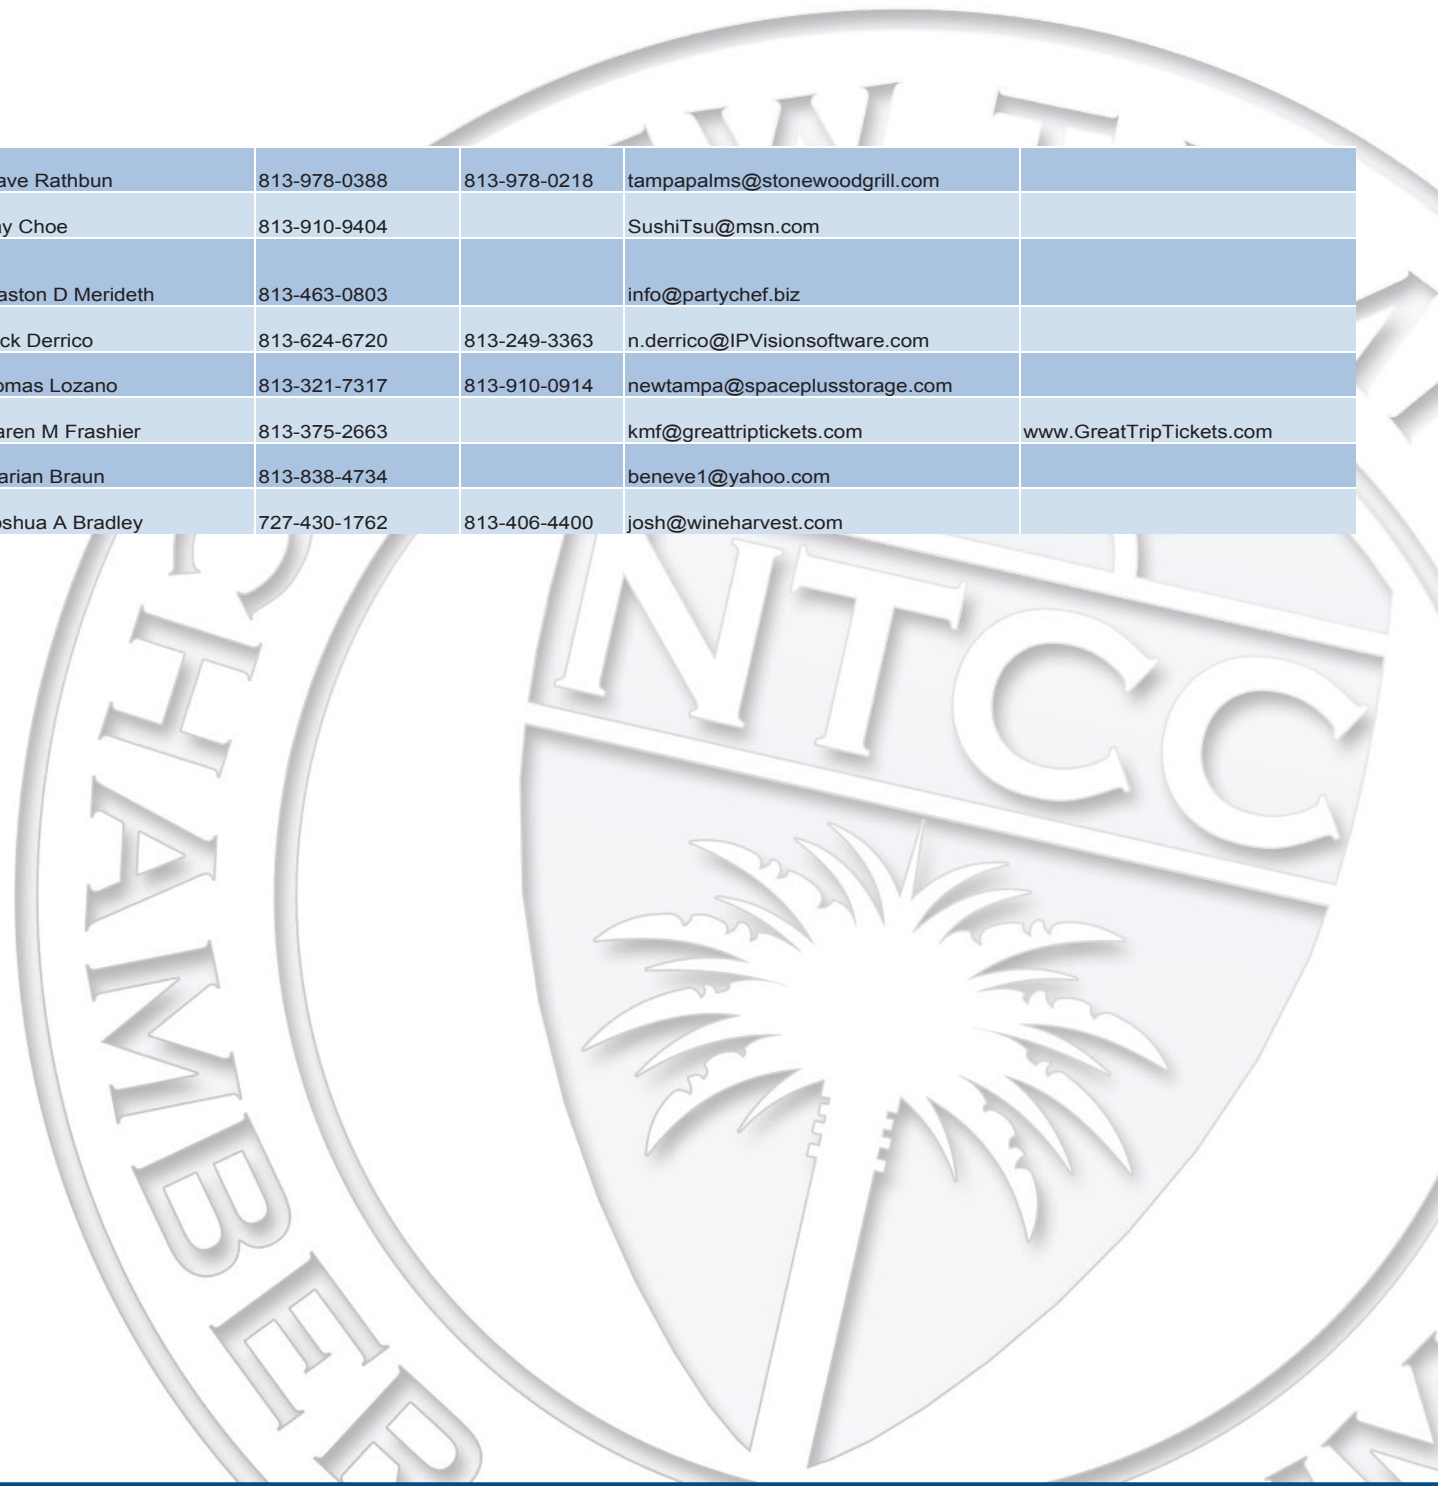 ave Rathbun 813-978-0388 813-978-0218 tampapalms@stonewoodgrill.com
y Choe 813-910-9404 SushiTsu@msn.com
aston D Merideth 813-463-0803 info@partychef.biz
ck Derrico 813-624-6720 813-249-3363 n.derrico@IPVisionsoftware.com
omas Lozano 813-321-7317 813-910-0914 newtampa@spaceplusstorage.com
aren M Frashier 813-375-2663 kmf@greattriptickets.com www.GreatTripTickets.com
arian Braun 813-838-4734 beneve1@yahoo.com
oshua A Bradley 727-430-1762 813-406-4400 josh@wineharvest.com
NTCC
CHAMBER